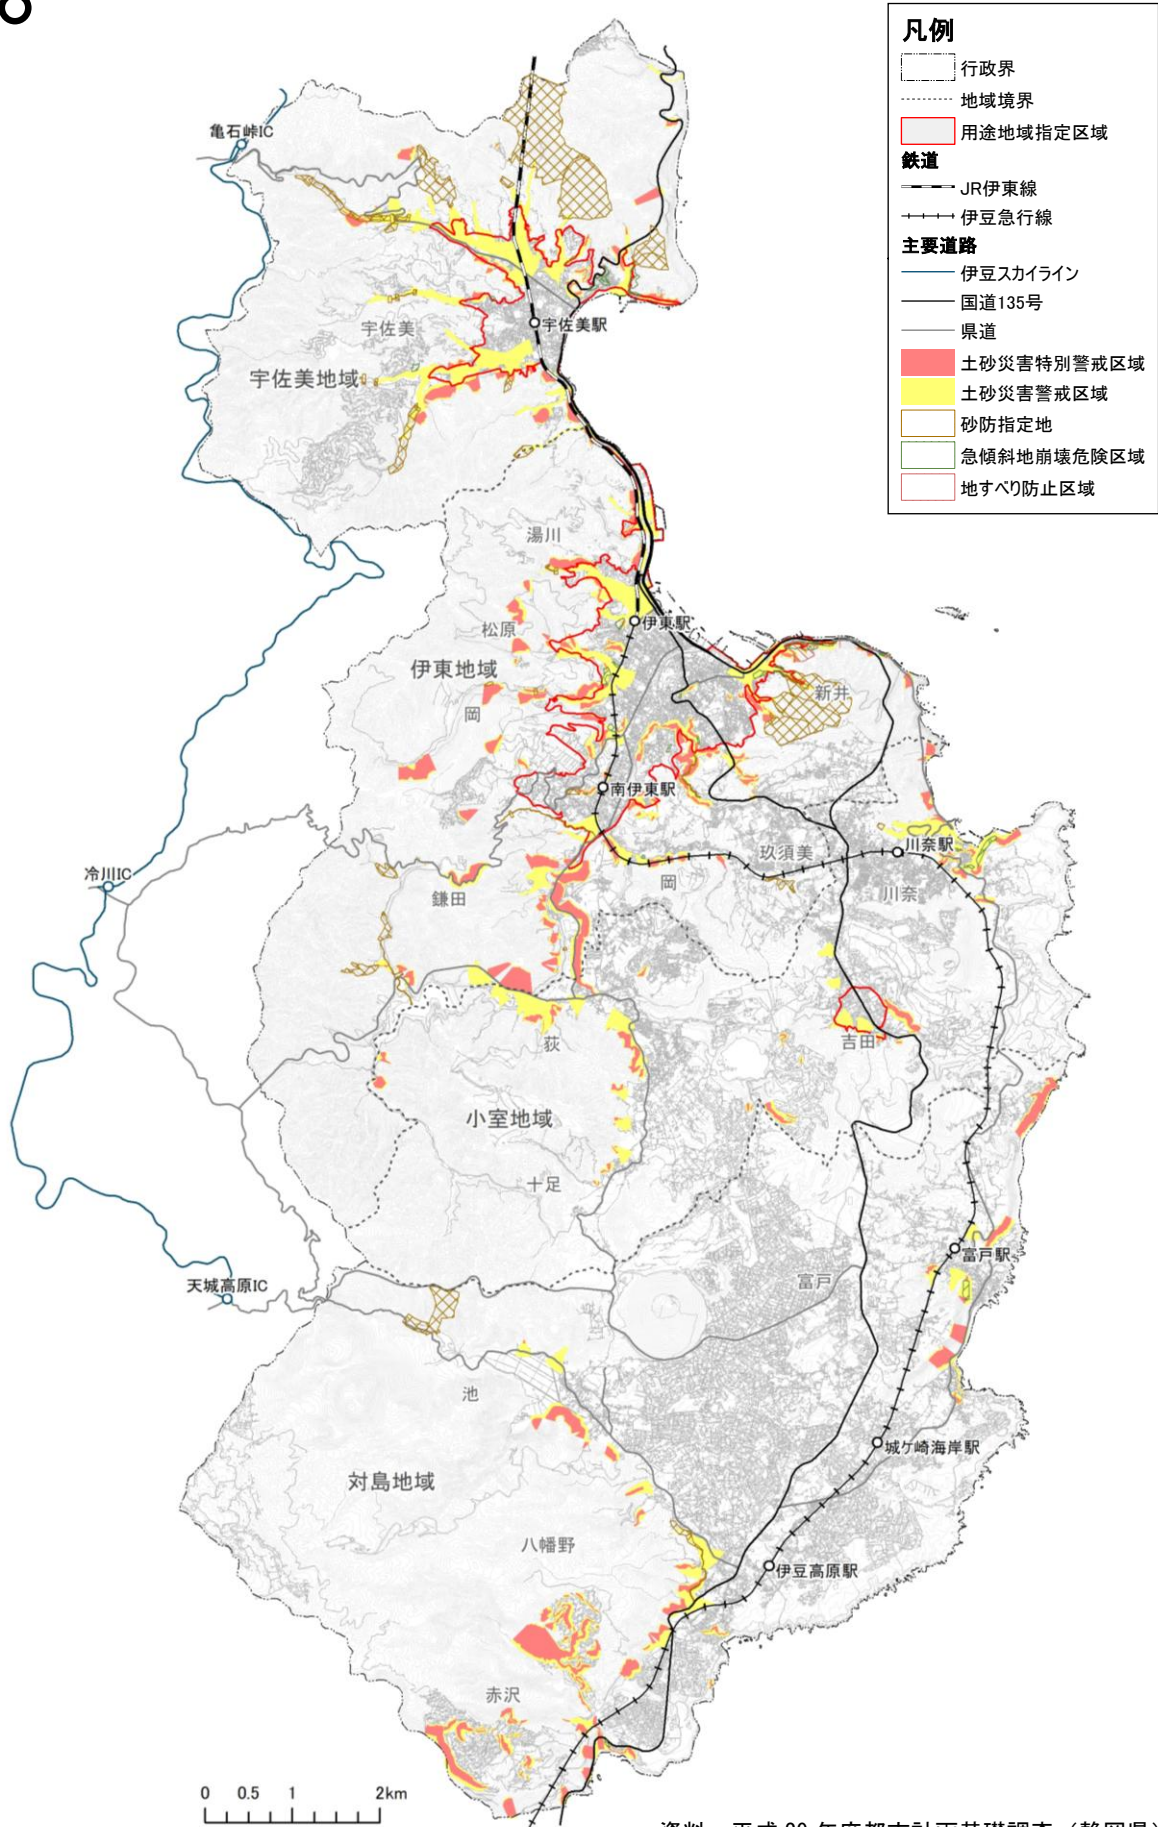 凡例
行政界
地域境界
用途地域指定区域
鉄道
JR伊東線
伊豆急行線
主要道路
伊豆スカイライン
国道135号
県道
土砂災害特別警戒区域
土砂災害警戒区域
砂防指定地
急傾斜地崩壊危険区域
地すべり防止区域
亀石峠IC
宇佐美
宇佐美駅
宇佐美地域
湯川
伊東駅
松原
伊東地域
新井
岡
南伊東駅
玖須美
川奈駅
冷川IC
岡
川奈
鎌田
荻
吉田
小室地域
十足
富戸駅
天城高原IC
富戸
池
城ケ崎海岸駅
対島地域
八幡野
伊豆高原駅
赤沢
0 0.5 1 2km